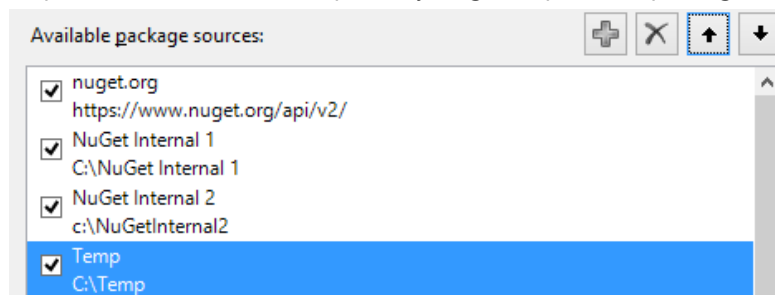 Available package sources:
nuget.org
https://www.nuget.org/api/v2/
NuGet Internal 1
C:\NuGet Internal 1
NuGet Internal 2
c:\NuGetInternal2
Temp
C:\Temp